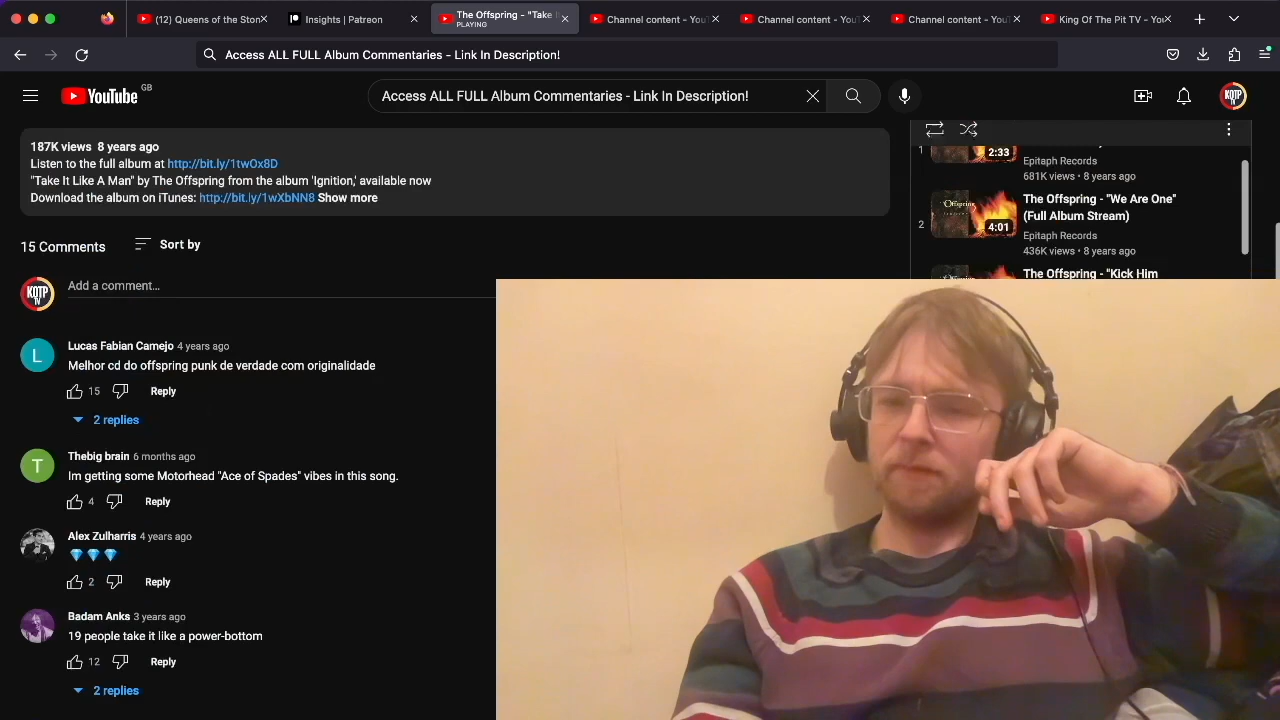 (12) Queens of the Ston
Insights | Patreon
The Offspring - "Take I
PLAYING
Channel content - YouT
Channel content - YouT
Channel content - YouT
King Of The Pit TV - You
Access ALL FULL Album Commentaries - Link In Description!
YouTube GB
Access ALL FULL Album Commentaries - Link In Description!
KOTP TV
187K views 8 years ago
Listen to the full album at http://bit.ly/1twOx8D
"Take It Like A Man" by The Offspring from the album 'Ignition,' available now
Download the album on iTunes: http://bit.ly/1wXbNN8 Show more
15 Comments
Sort by
KOTP TV
Add a comment...
L
Lucas Fabian Camejo 4 years ago
Melhor cd do offspring punk de verdade com originalidade
15 Reply
2 replies
T
Thebig brain 6 months ago
Im getting some Motorhead "Ace of Spades" vibes in this song.
4 Reply
Alex Zulharris 4 years ago
💎💎💎
2 Reply
Badam Anks 3 years ago
19 people take it like a power-bottom
12 Reply
2 replies
1
2:33
Epitaph Records
681K views • 8 years ago
2
Offspring
4:01
The Offspring - "We Are One"
(Full Album Stream)
Epitaph Records
436K views • 8 years ago
The Offspring - "Kick Him